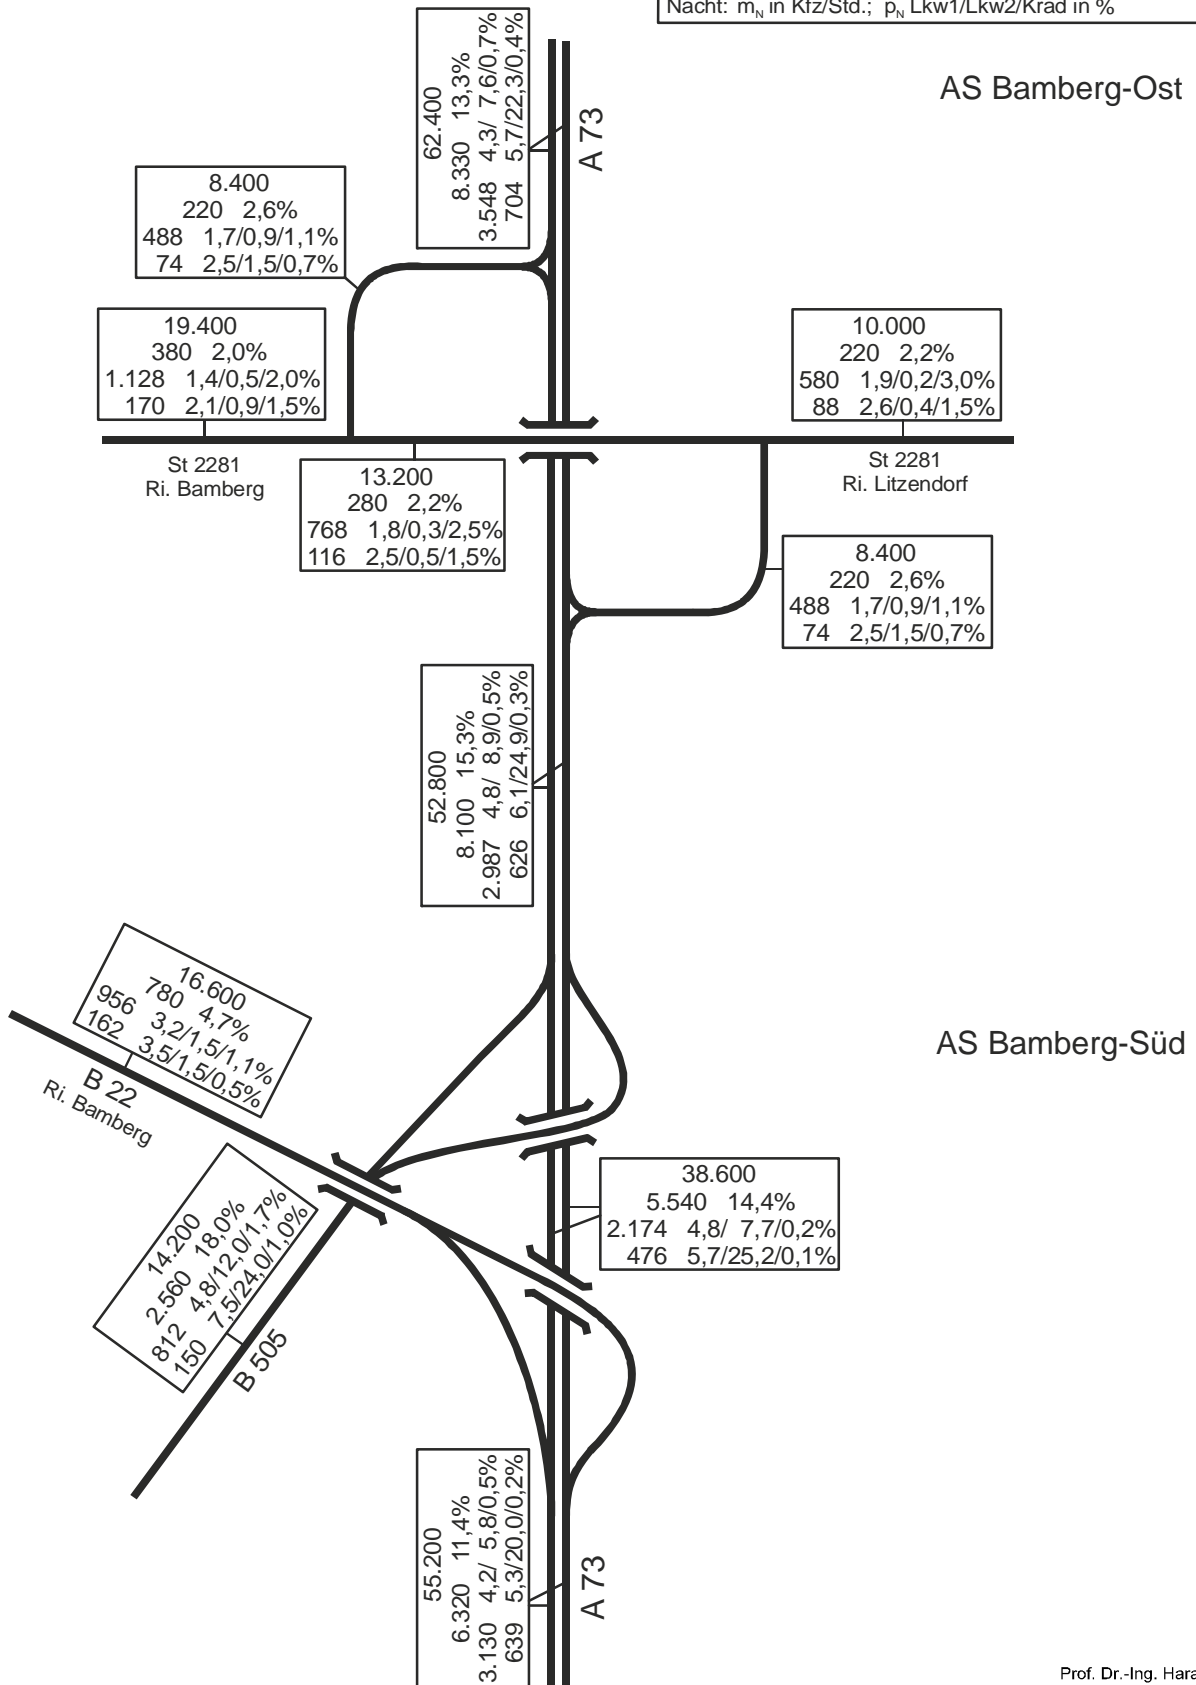 Nacht: mN in Kfz/Std.; pN Lkw1/Lkw2/Krad in %
AS Bamberg-Ost
62.400
8.330 13,3%
3.548 4,3/ 7,6/0,7%
704 5,7/22,3/0,4%
A 73
8.400
220 2,6%
488 1,7/0,9/1,1%
74 2,5/1,5/0,7%
19.400
380 2,0%
1.128 1,4/0,5/2,0%
170 2,1/0,9/1,5%
10.000
220 2,2%
580 1,9/0,2/3,0%
88 2,6/0,4/1,5%
St 2281
Ri. Bamberg
13.200
280 2,2%
768 1,8/0,3/2,5%
116 2,5/0,5/1,5%
St 2281
Ri. Litzendorf
8.400
220 2,6%
488 1,7/0,9/1,1%
74 2,5/1,5/0,7%
52.800
8.100 15,3%
2.987 4,8/ 8,9/0,5%
626 6,1/24,9/0,3%
16.600
780 4,7%
956 3,2/1,5/1,1%
162 3,5/1,5/0,5%
B 22
Ri. Bamberg
AS Bamberg-Süd
14.200
2.560 18,0%
812 4,8/12,0/1,7%
150 7,5/24,0/1,0%
B 505
38.600
5.540 14,4%
2.174 4,8/ 7,7/0,2%
476 5,7/25,2/0,1%
55.200
6.320 11,4%
3.130 4,2/ 5,8/0,5%
639 5,3/20,0/0,2%
A 73
Prof. Dr.-Ing. Hara